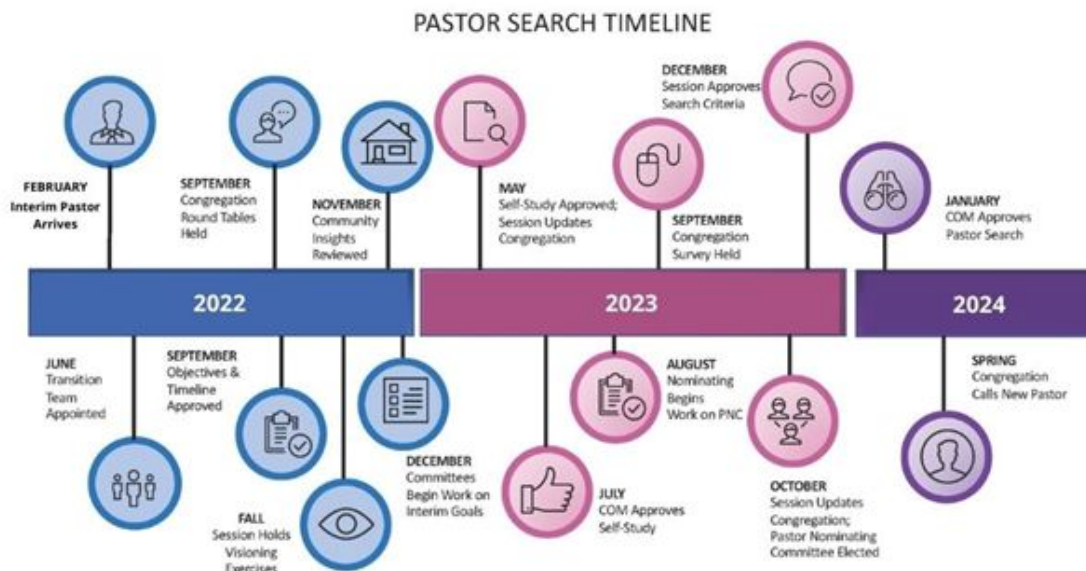 PASTOR SEARCH TIMELINE
FEBRUARY
Interim Pastor
Arrives
SEPTEMBER
Congregation
Round Tables
Held
NOVEMBER
Community
Insights
Reviewed
MAY
Self-Study Approved;
Session Updates
Congregation
SEPTEMBER
Congregation
Survey Held
DECEMBER
Session Approves
Search Criteria
JANUARY
COM Approves
Pastor Search
2022
2023
2024
JUNE
Transition
Team
Appointed
SEPTEMBER
Objectives &
Timeline
Approved
FALL
Session Holds
Visioning
Exercises
DECEMBER
Committees
Begin Work on
Interim Goals
JULY
COM Approves
Self-Study
AUGUST
Nominating
Begins
Work on PNC
OCTOBER
Session Updates
Congregation;
Pastor Nominating
Committee Elected
SPRING
Congregation
Calls New Pastor